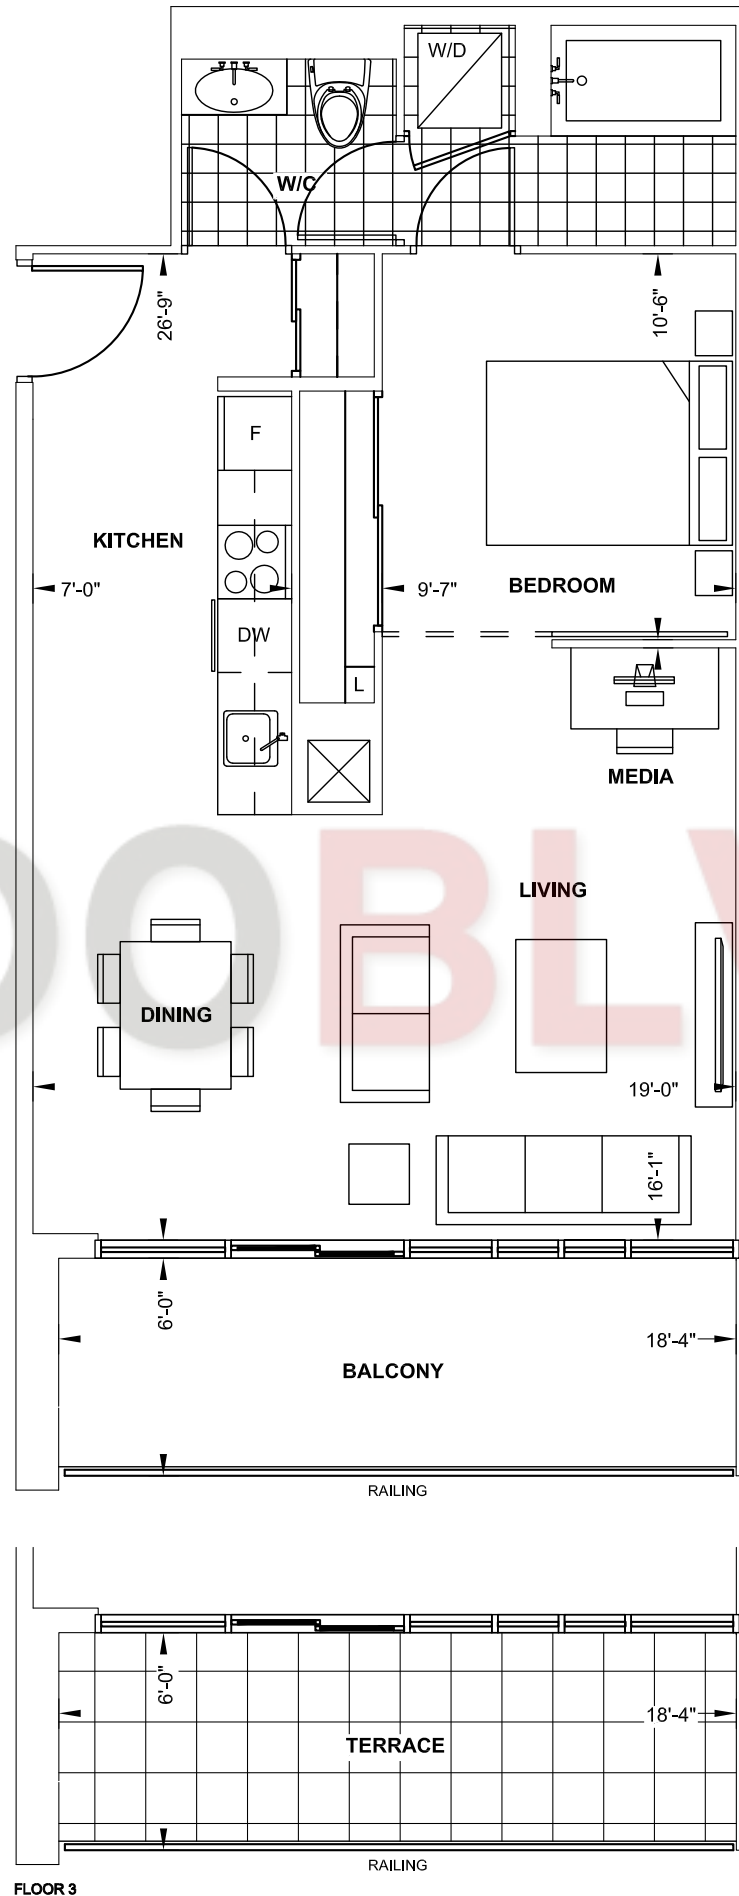 W/D
W/C
26'-9"
10'-6"
F
KITCHEN
7'-0"
9'-7"
BEDROOM
DW
L
MEDIA
LIVING
DINING
19'-0"
16'-1"
6'-0"
18'-4"
BALCONY
RAILING
6'-0"
18'-4"
TERRACE
RAILING
FLOOR 3